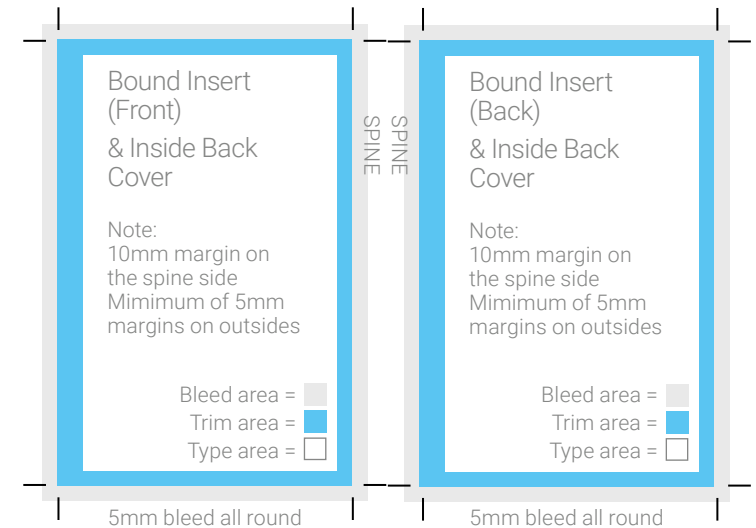 Bound Insert
(Front)
& Inside Back
Cover
Note:
10mm margin on
the spine side
Mimimum of 5mm
margins on outsides
Bleed area =
Trim area =
Type area =
5mm bleed all round
SPINE
SPINE
Bound Insert
(Back)
& Inside Back
Cover
Note:
10mm margin on
the spine side
Mimimum of 5mm
margins on outsides
Bleed area =
Trim area =
Type area =
5mm bleed all round